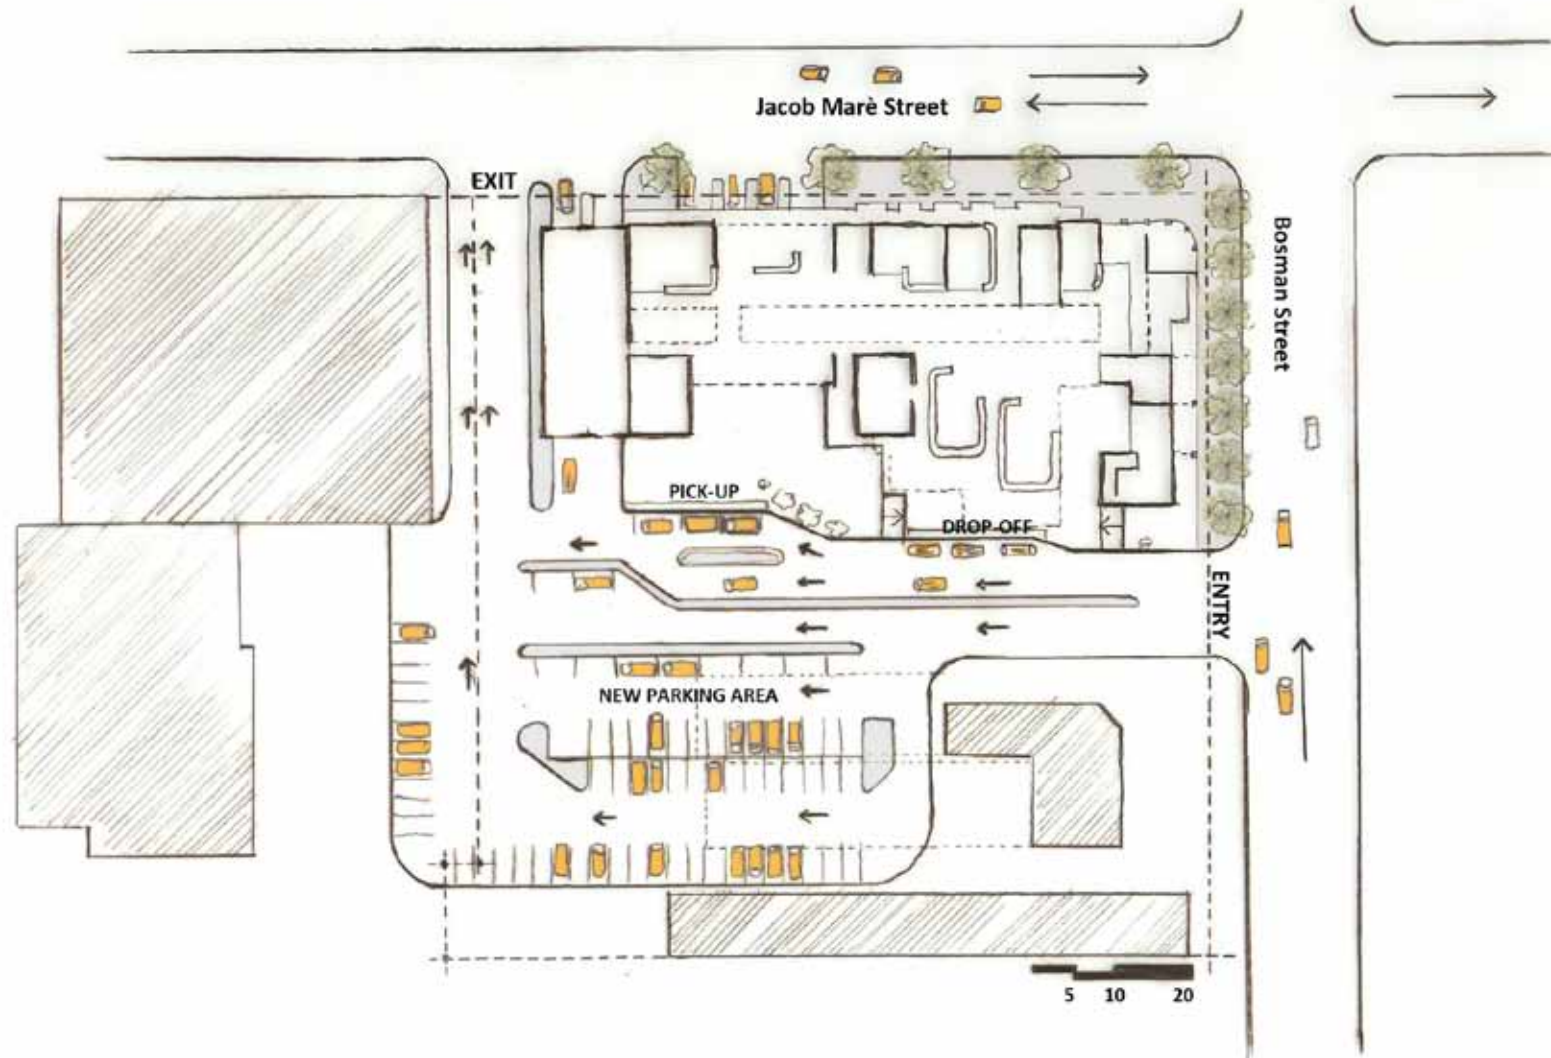 Jacob Marè Street
EXIT
Bosman Street
PICK-UP
DROP-OFF
ENTRY
NEW PARKING AREA
5 10 20